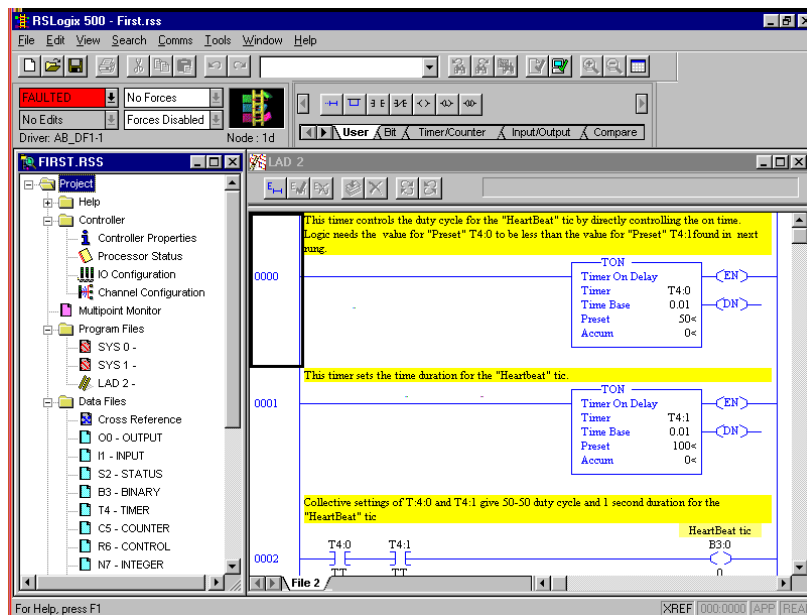 RSLogix 500 - First.rss
File Edit View Search Comms Tools Window Help
FAULTED
No Forces
No Edits
Forces Disabled
Driver: AB_DF1-1
Node : 1d
User Bit Timer/Counter Input/Output Compare
FIRST.RSS
Project
Help
Controller
Controller Properties
Processor Status
IO Configuration
Channel Configuration
Multipoint Monitor
Program Files
SYS 0 -
SYS 1 -
LAD 2 -
Data Files
Cross Reference
O0 - OUTPUT
I1 - INPUT
S2 - STATUS
B3 - BINARY
T4 - TIMER
C5 - COUNTER
R6 - CONTROL
N7 - INTEGER
LAD 2
This timer controls the duty cycle for the "HeartBeat" tic by directly controlling the on time.
Logic needs the value for "Preset" T4:0 to be less than the value for "Preset" T4:1found in next
rung.
0000
TON
Timer On Delay
EN
Timer T4:0
Time Base 0.01
DN
Preset 50<
Accum 0<
This timer sets the time duration for the "Heartbeat" tic.
0001
TON
Timer On Delay
EN
Timer T4:1
Time Base 0.01
DN
Preset 100<
Accum 0<
Collective settings of T:4:0 and T4:1 give 50-50 duty cycle and 1 second duration for the
"HeartBeat" tic
HeartBeat tic
T4:0 T4:1 B3:0
0002
TT TT 0
File 2
For Help, press F1
XREF 000:0000 APP REA